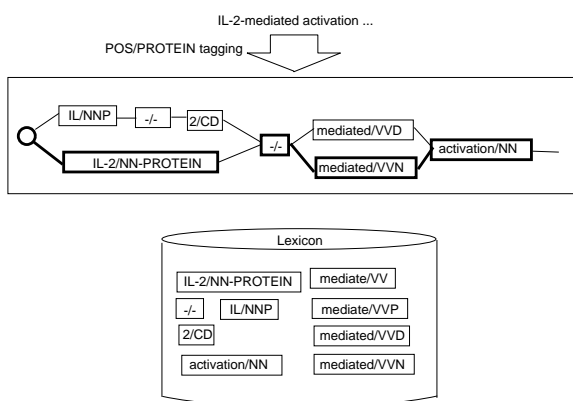 IL-2-mediated activation ...
POS/PROTEIN tagging
IL/NNP -/- 2/CD
mediated/VVD
-/- activation/NN
IL-2/NN-PROTEIN mediated/VVN
Lexicon
IL-2/NN-PROTEIN mediate/VV
-/- IL/NNP mediate/VVP
2/CD mediated/VVD
activation/NN mediated/VVN